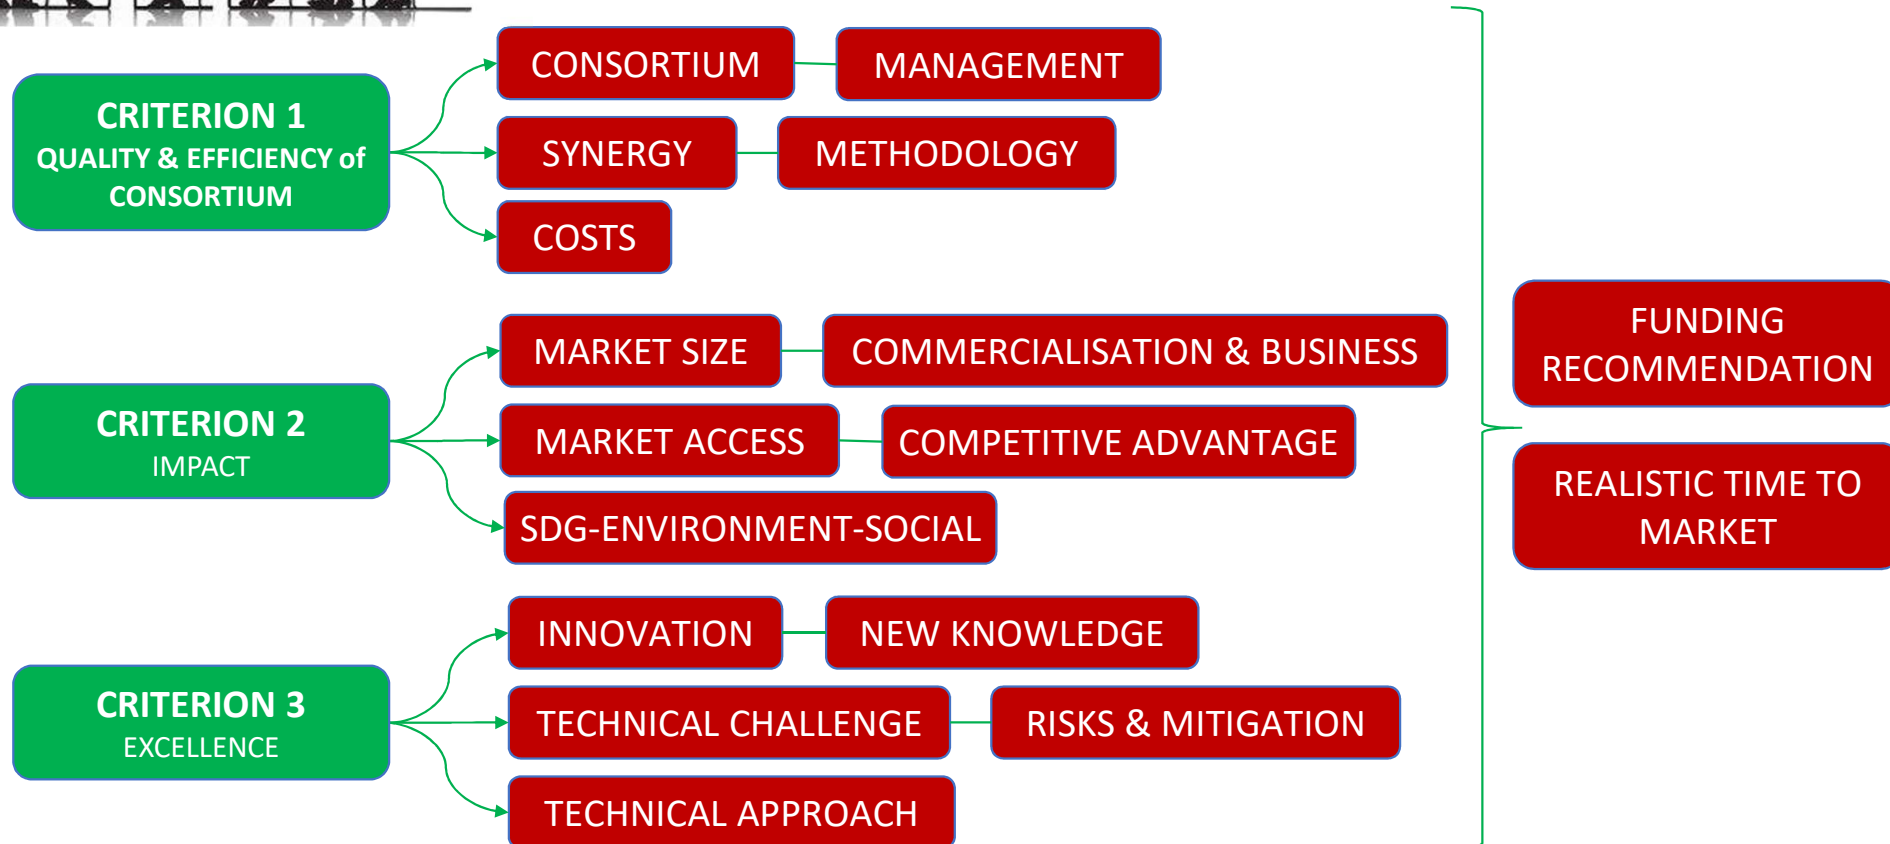 CRITERION 1
QUALITY & EFFICIENCY of
CONSORTIUM
CONSORTIUM
MANAGEMENT
SYNERGY
METHODOLOGY
COSTS
CRITERION 2
IMPACT
MARKET SIZE
COMMERCIALISATION & BUSINESS
MARKET ACCESS
COMPETITIVE ADVANTAGE
SDG-ENVIRONMENT-SOCIAL
CRITERION 3
EXCELLENCE
INNOVATION
NEW KNOWLEDGE
TECHNICAL CHALLENGE
RISKS & MITIGATION
TECHNICAL APPROACH
FUNDING
RECOMMENDATION
REALISTIC TIME TO
MARKET